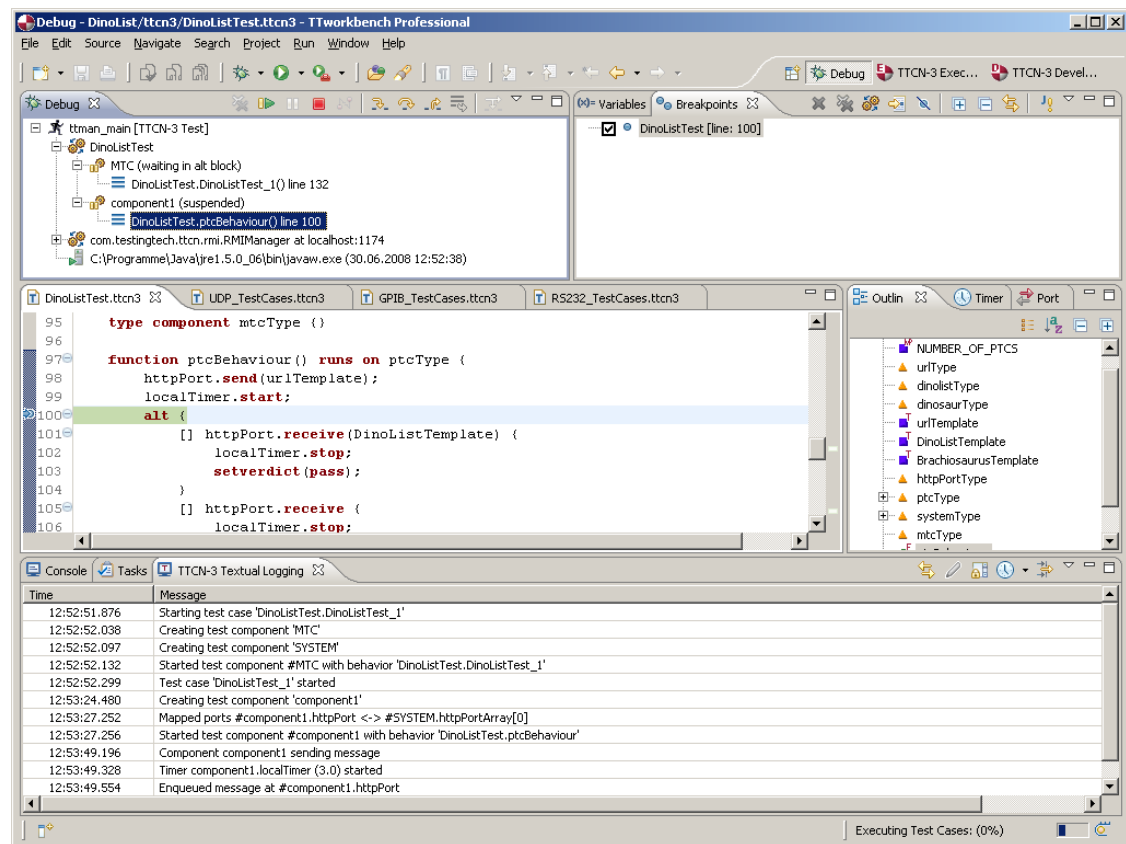 Debug - DinoList/ttcn3/DinoListTest.ttcn3 - TTworkbench Professional
File Edit Source Navigate Search Project Run Window Help
Debug TTCN-3 Exec... TTCN-3 Devel...
Debug
(x)= Variables Breakpoints
ttman_main [TTCN-3 Test]
DinoListTest
MTC (waiting in alt block)
DinoListTest.DinoListTest_1() line 132
component1 (suspended)
DinoListTest.ptcBehaviour() line 100
com.testingtech.ttcn.rmi.RMIManager at localhost:1174
C:\Programme\Java\jre1.5.0_06\bin\javaw.exe (30.06.2008 12:52:38)
DinoListTest [line: 100]
DinoListTest.ttcn3 UDP_TestCases.ttcn3 GPIB_TestCases.ttcn3 RS232_TestCases.ttcn3
95 type component mtcType {}
96
97 function ptcBehaviour() runs on ptcType {
98 httpPort.send(urlTemplate);
99 localTimer.start;
100 alt {
101 [] httpPort.receive(DinoListTemplate) {
102 localTimer.stop;
103 setverdict(pass);
104 }
105 [] httpPort.receive {
106 localTimer.stop;
Outlin Timer Port
NUMBER_OF_PTCS
urlType
dinolistType
dinosaurType
urlTemplate
DinoListTemplate
BrachiosaurusTemplate
httpPortType
ptcType
systemType
mtcType
Console Tasks TTCN-3 Textual Logging
Time Message
12:52:51.876 Starting test case 'DinoListTest.DinoListTest_1'
12:52:52.038 Creating test component 'MTC'
12:52:52.097 Creating test component 'SYSTEM'
12:52:52.132 Started test component #MTC with behavior 'DinoListTest.DinoListTest_1'
12:52:52.299 Test case 'DinoListTest_1' started
12:53:24.480 Creating test component 'component1'
12:53:27.252 Mapped ports #component1.httpPort <-> #SYSTEM.httpPortArray[0]
12:53:27.256 Started test component #component1 with behavior 'DinoListTest.ptcBehaviour'
12:53:49.196 Component component1 sending message
12:53:49.328 Timer component1.localTimer (3.0) started
12:53:49.554 Enqueued message at #component1.httpPort
Executing Test Cases: (0%)